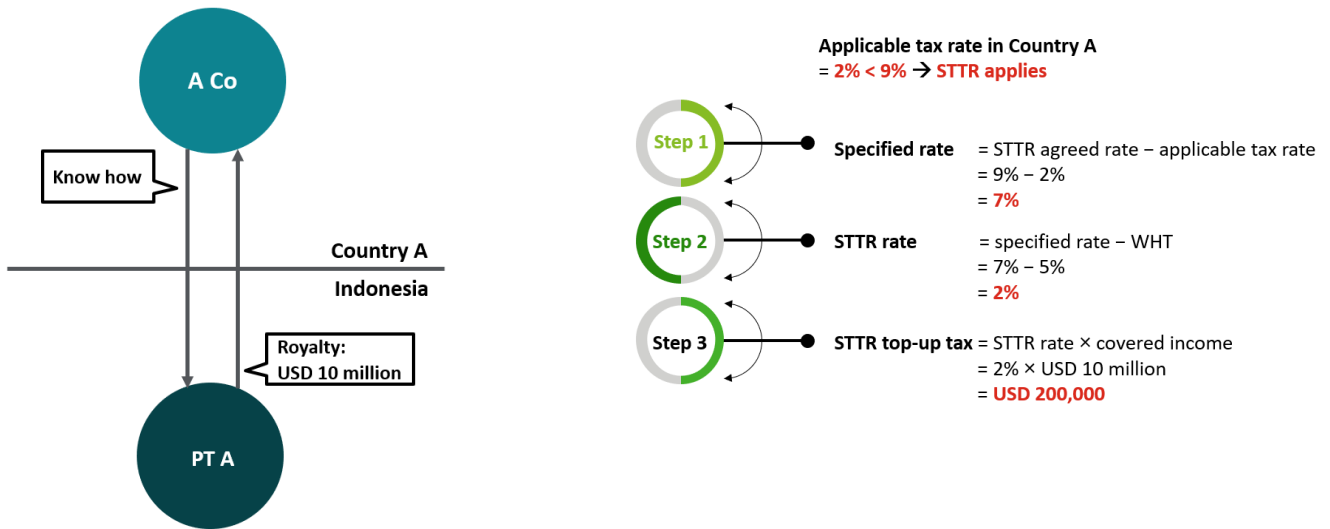 A Co
Know how
Country A
Indonesia
Royalty:
USD 10 million
PT A
Applicable tax rate in Country A
= 2% < 9% → STTR applies
Step 1
Specified rate = STTR agreed rate − applicable tax rate
= 9% − 2%
= 7%
Step 2
STTR rate = specified rate − WHT
= 7% − 5%
= 2%
Step 3
STTR top-up tax = STTR rate × covered income
= 2% × USD 10 million
= USD 200,000